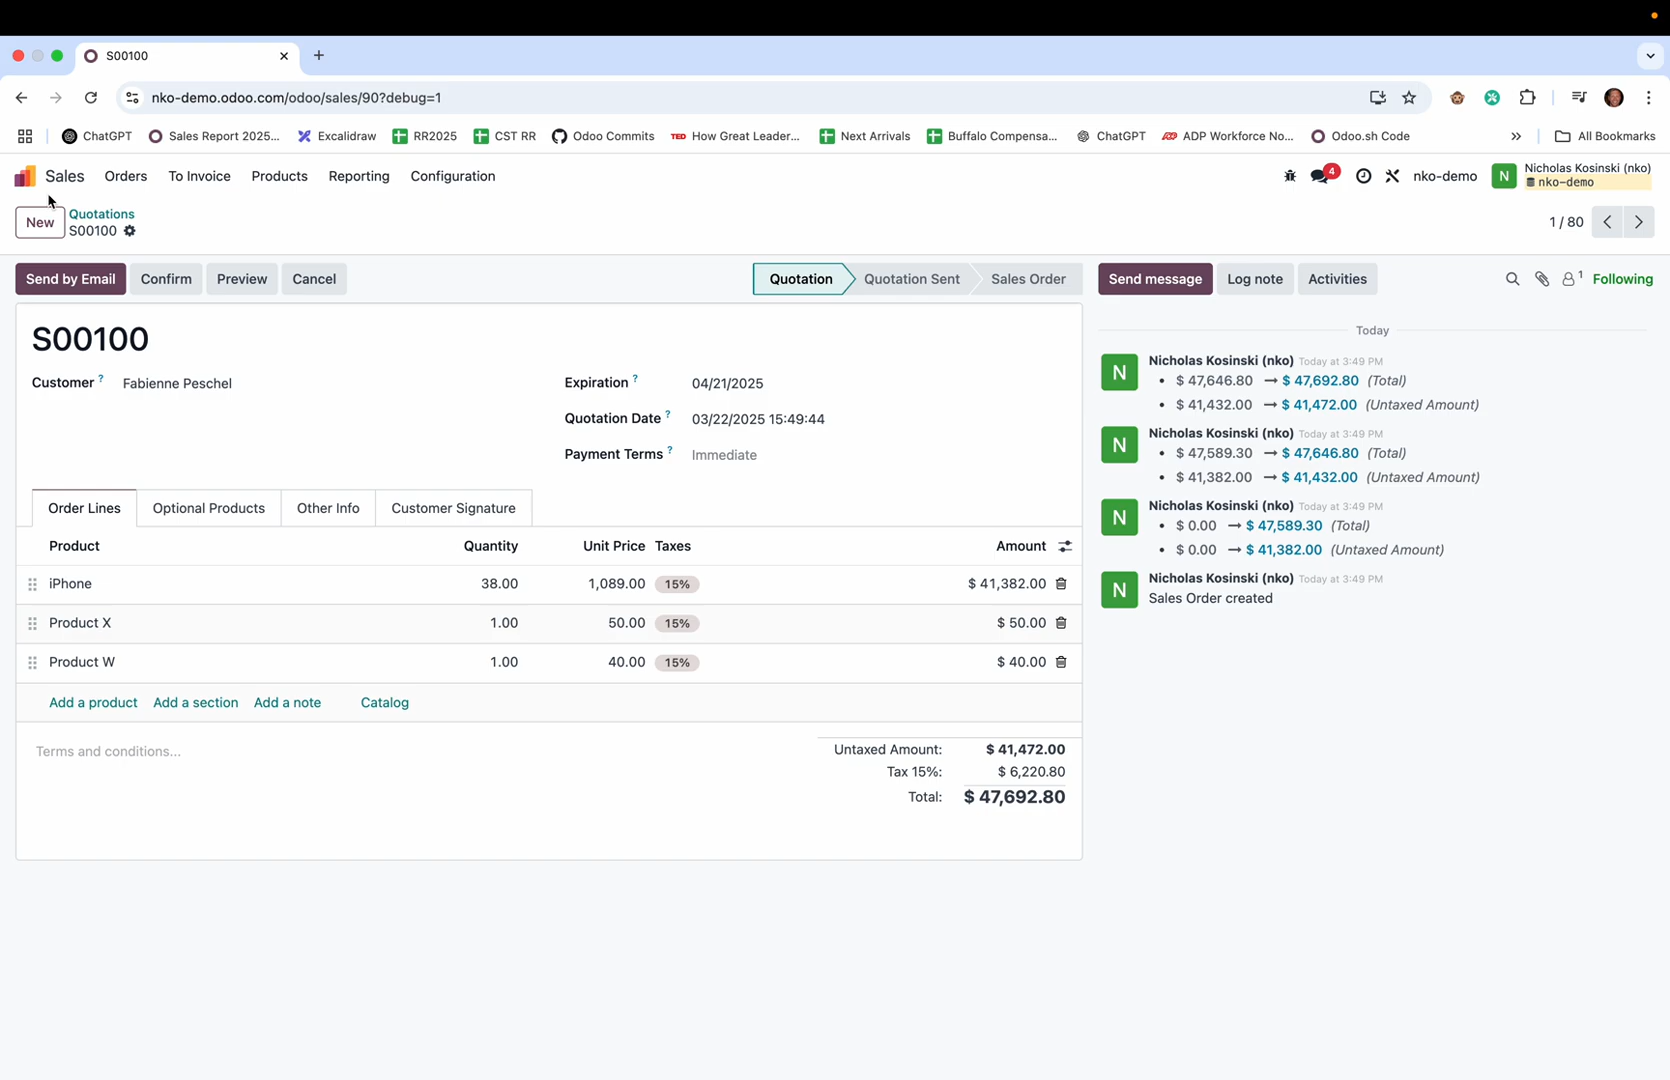 S00100
nko-demo.odoo.com/odoo/sales/90?debug=1
ChatGPT Sales Report 2025... Excalidraw RR2025 CST RR Odoo Commits TED How Great Leader... Next Arrivals Buffalo Compensa... ChatGPT ADP Workforce No... Odoo.sh Code » All Bookmarks
Sales Orders To Invoice Products Reporting Configuration 4 nko-demo N Nicholas Kosinski (nko)
nko-demo
New Quotations
S00100 1 / 80
Send by Email Confirm Preview Cancel Quotation Quotation Sent Sales Order Send message Log note Activities 1 Following
S00100
Customer ? Fabienne Peschel
Expiration ? 04/21/2025
Quotation Date ? 03/22/2025 15:49:44
Payment Terms ? Immediate
Order Lines Optional Products Other Info Customer Signature
Product Quantity Unit Price Taxes Amount
iPhone 38.00 1,089.00 15% $ 41,382.00
Product X 1.00 50.00 15% $ 50.00
Product W 1.00 40.00 15% $ 40.00
Add a product Add a section Add a note Catalog
Terms and conditions...
Untaxed Amount: $ 41,472.00
Tax 15%: $ 6,220.80
Total: $ 47,692.80
Today
N Nicholas Kosinski (nko) Today at 3:49 PM
• $ 47,646.80 → $ 47,692.80 (Total)
• $ 41,432.00 → $ 41,472.00 (Untaxed Amount)
N Nicholas Kosinski (nko) Today at 3:49 PM
• $ 47,589.30 → $ 47,646.80 (Total)
• $ 41,382.00 → $ 41,432.00 (Untaxed Amount)
N Nicholas Kosinski (nko) Today at 3:49 PM
• $ 0.00 → $ 47,589.30 (Total)
• $ 0.00 → $ 41,382.00 (Untaxed Amount)
N Nicholas Kosinski (nko) Today at 3:49 PM
Sales Order created